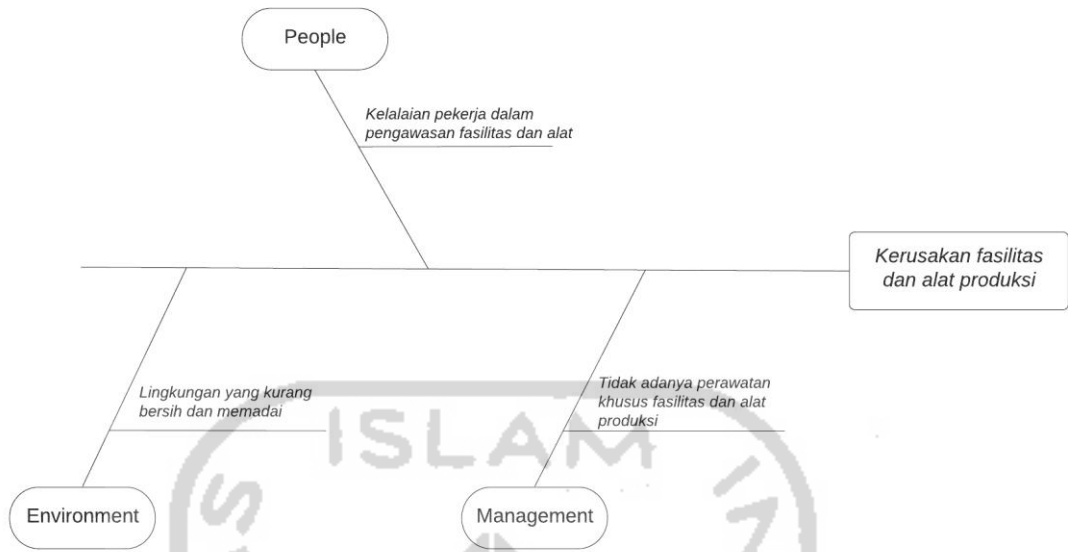 People
Kelalaian pekerja dalam
pengawasan fasilitas dan alat
Kerusakan fasilitas
dan alat produksi
Lingkungan yang kurang
bersih dan memadai
Tidak adanya perawatan
khusus fasilitas dan alat
produksi
ISLAM
Environment
Management